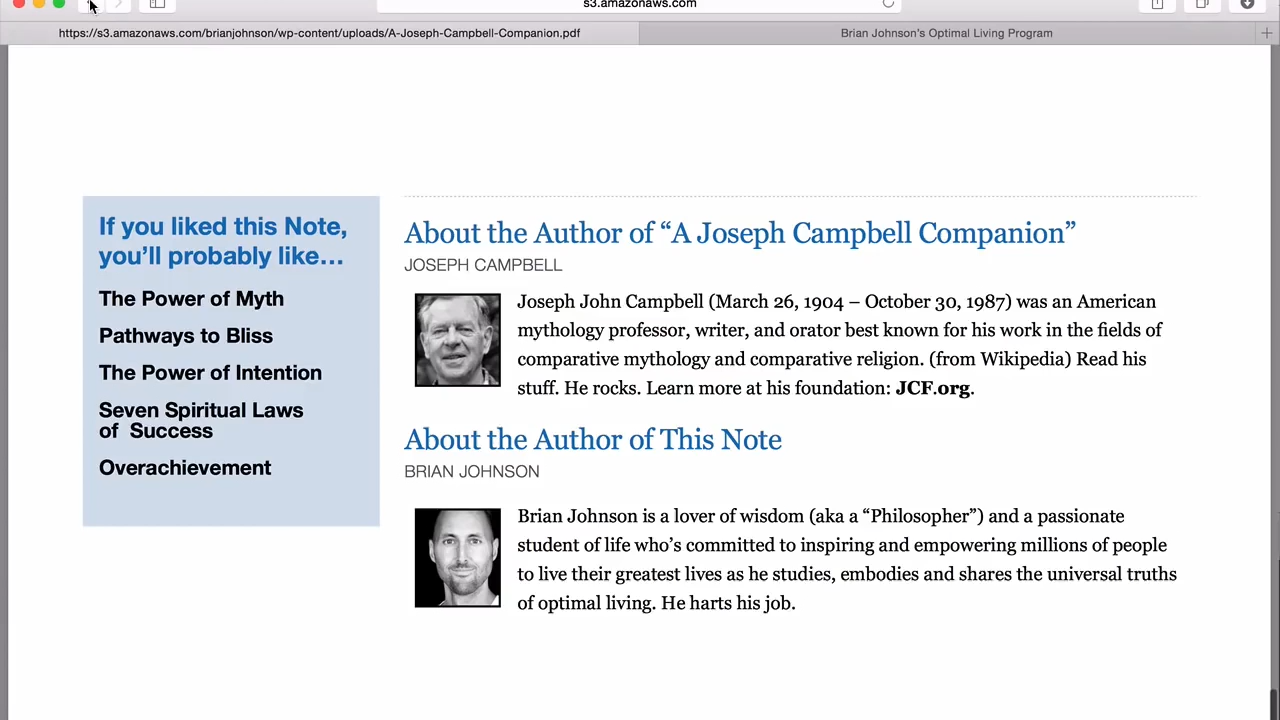 s3.amazonaws.com
https://s3.amazonaws.com/brianjohnson/wp-content/uploads/A-Joseph-Campbell-Companion.pdf
Brian Johnson's Optimal Living Program
If you liked this Note,
you’ll probably like…
The Power of Myth
Pathways to Bliss
The Power of Intention
Seven Spiritual Laws
of Success
Overachievement
About the Author of “A Joseph Campbell Companion”
JOSEPH CAMPBELL
Joseph John Campbell (March 26, 1904 – October 30, 1987) was an American
mythology professor, writer, and orator best known for his work in the fields of
comparative mythology and comparative religion. (from Wikipedia) Read his
stuff. He rocks. Learn more at his foundation: JCF.org.
About the Author of This Note
BRIAN JOHNSON
Brian Johnson is a lover of wisdom (aka a “Philosopher”) and a passionate
student of life who’s committed to inspiring and empowering millions of people
to live their greatest lives as he studies, embodies and shares the universal truths
of optimal living. He harts his job.